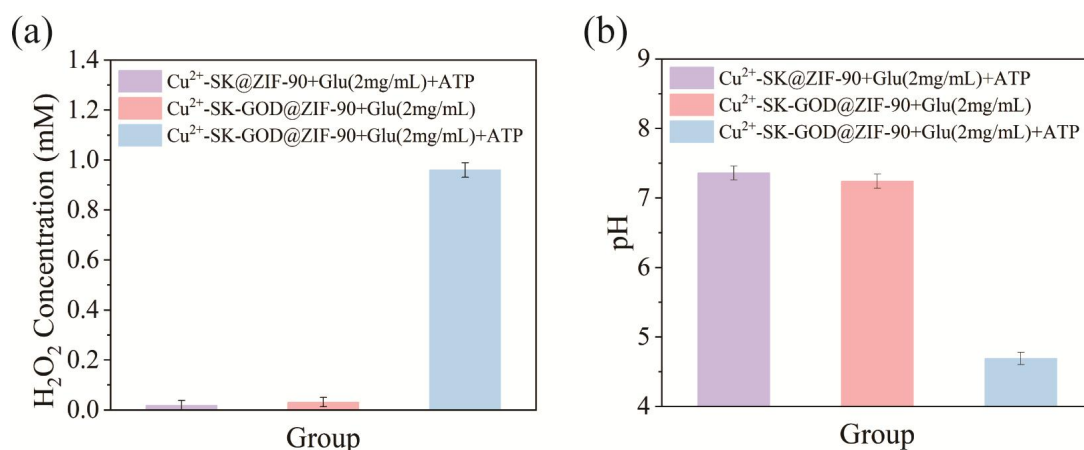 (a)
H₂O₂ Concentration (mM)
1.4
1.2
1.0
0.8
0.6
0.4
0.2
0.0
Cu²⁺-SK@ZIF-90+Glu(2mg/mL)+ATP
Cu²⁺-SK-GOD@ZIF-90+Glu(2mg/mL)
Cu²⁺-SK-GOD@ZIF-90+Glu(2mg/mL)+ATP
Group
(b)
pH
9
8
7
6
5
4
Cu²⁺-SK@ZIF-90+Glu(2mg/mL)+ATP
Cu²⁺-SK-GOD@ZIF-90+Glu(2mg/mL)
Cu²⁺-SK-GOD@ZIF-90+Glu(2mg/mL)+ATP
Group